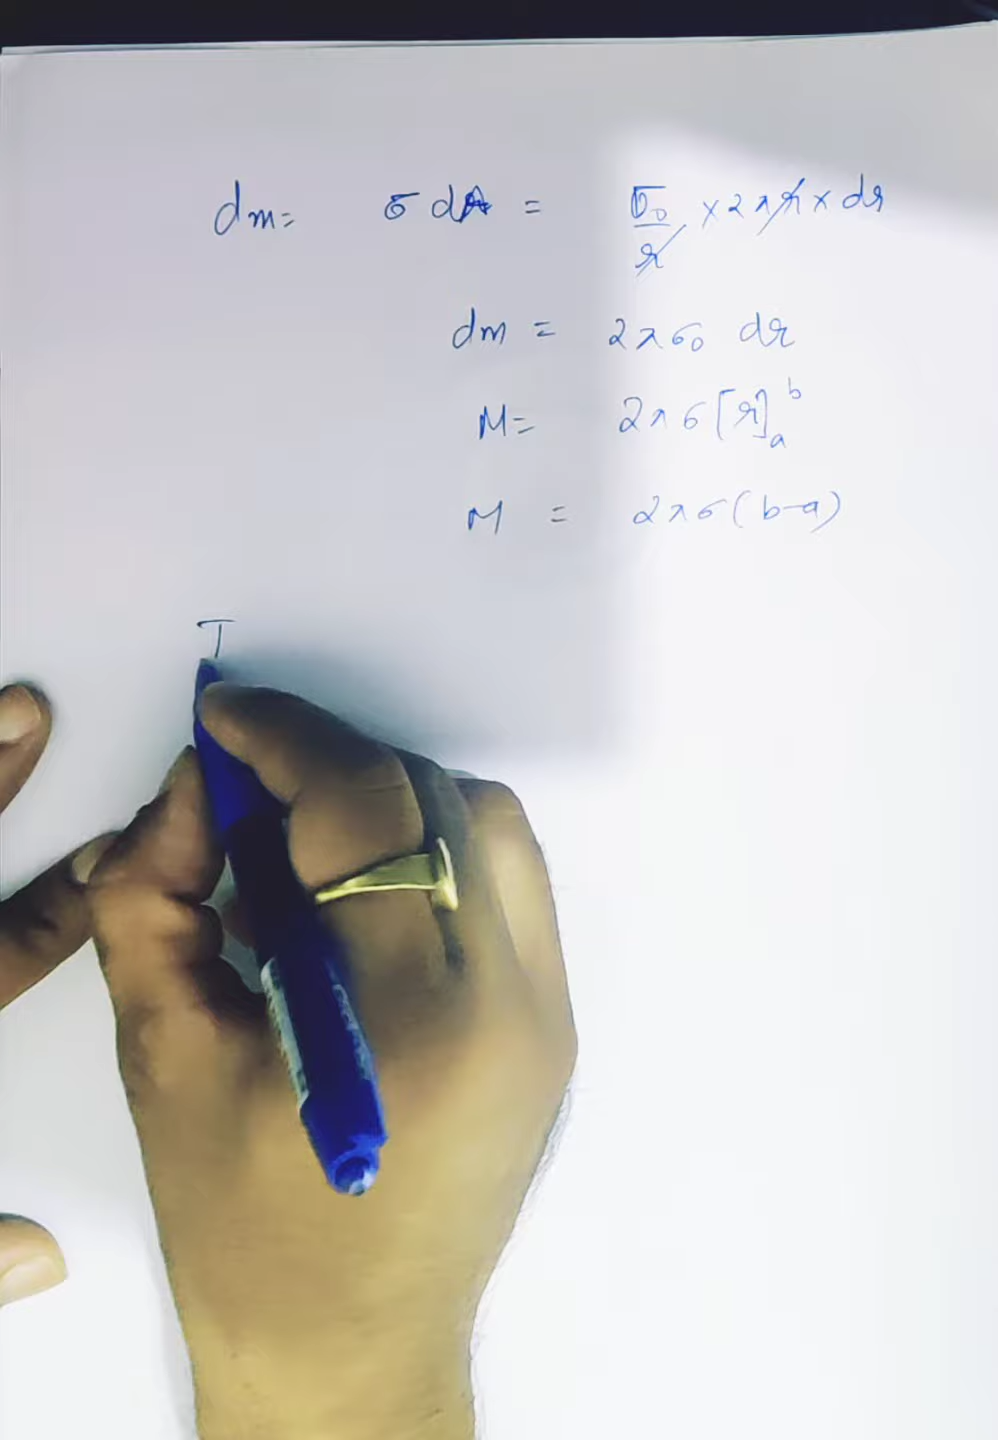 dm = σ dA = σ₀/r × 2πr × dr
dm = 2πσ₀ dr
M = 2πσ[r]ₐᵇ
M = 2πσ(b-a)
I